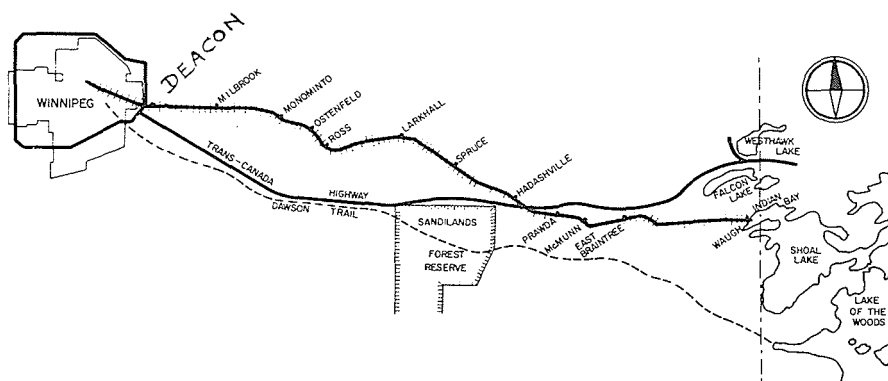 DEACON
WINNIPEG
MILBROOK
MONOMINTO
OSTENFELD
ROSS
LARKHALL
SPRUCE
HADASHVILLE
WESTHAWK
LAKE
FALCON
LAKE
INDIAN BAY
WAUGH
SHOAL
LAKE
LAKE
OF THE
WOODS
TRANS-CANADA
HIGHWAY
DAWSON TRAIL
SANDILANDS
FOREST
RESERVE
PRAWDA
McMUNN
EAST
BRAINTREE